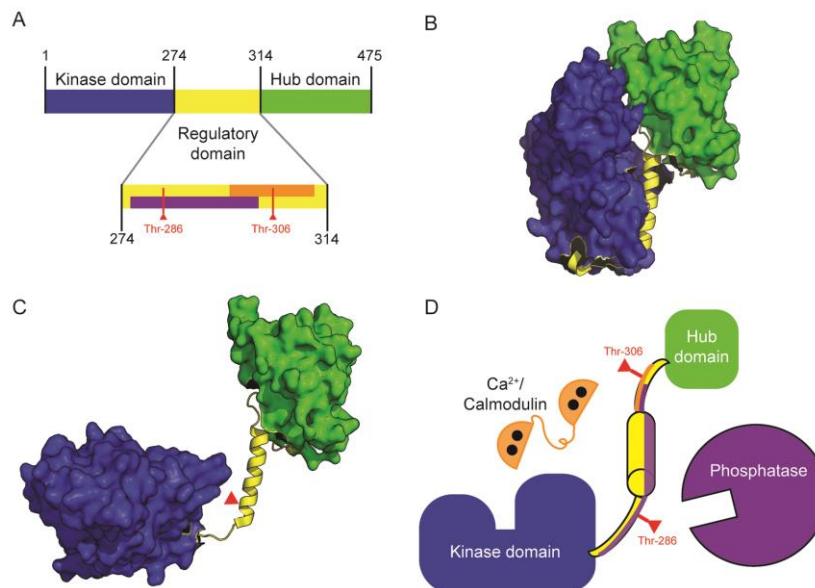 A
1 274 314 475
Kinase domain Hub domain
Regulatory
domain
Thr-286 Thr-306
274 314
B
C
D
Thr-306
Hub
domain
Ca²⁺/
Calmodulin
Phosphatase
Kinase domain
Thr-286